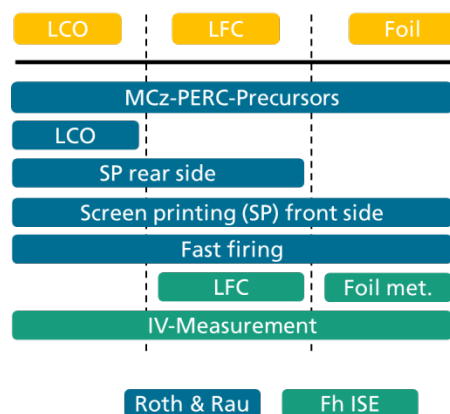 LCO LFC Foil
MCz-PERC-Precursors
LCO
SP rear side
Screen printing (SP) front side
Fast firing
LFC Foil met.
IV-Measurement
Roth & Rau Fh ISE